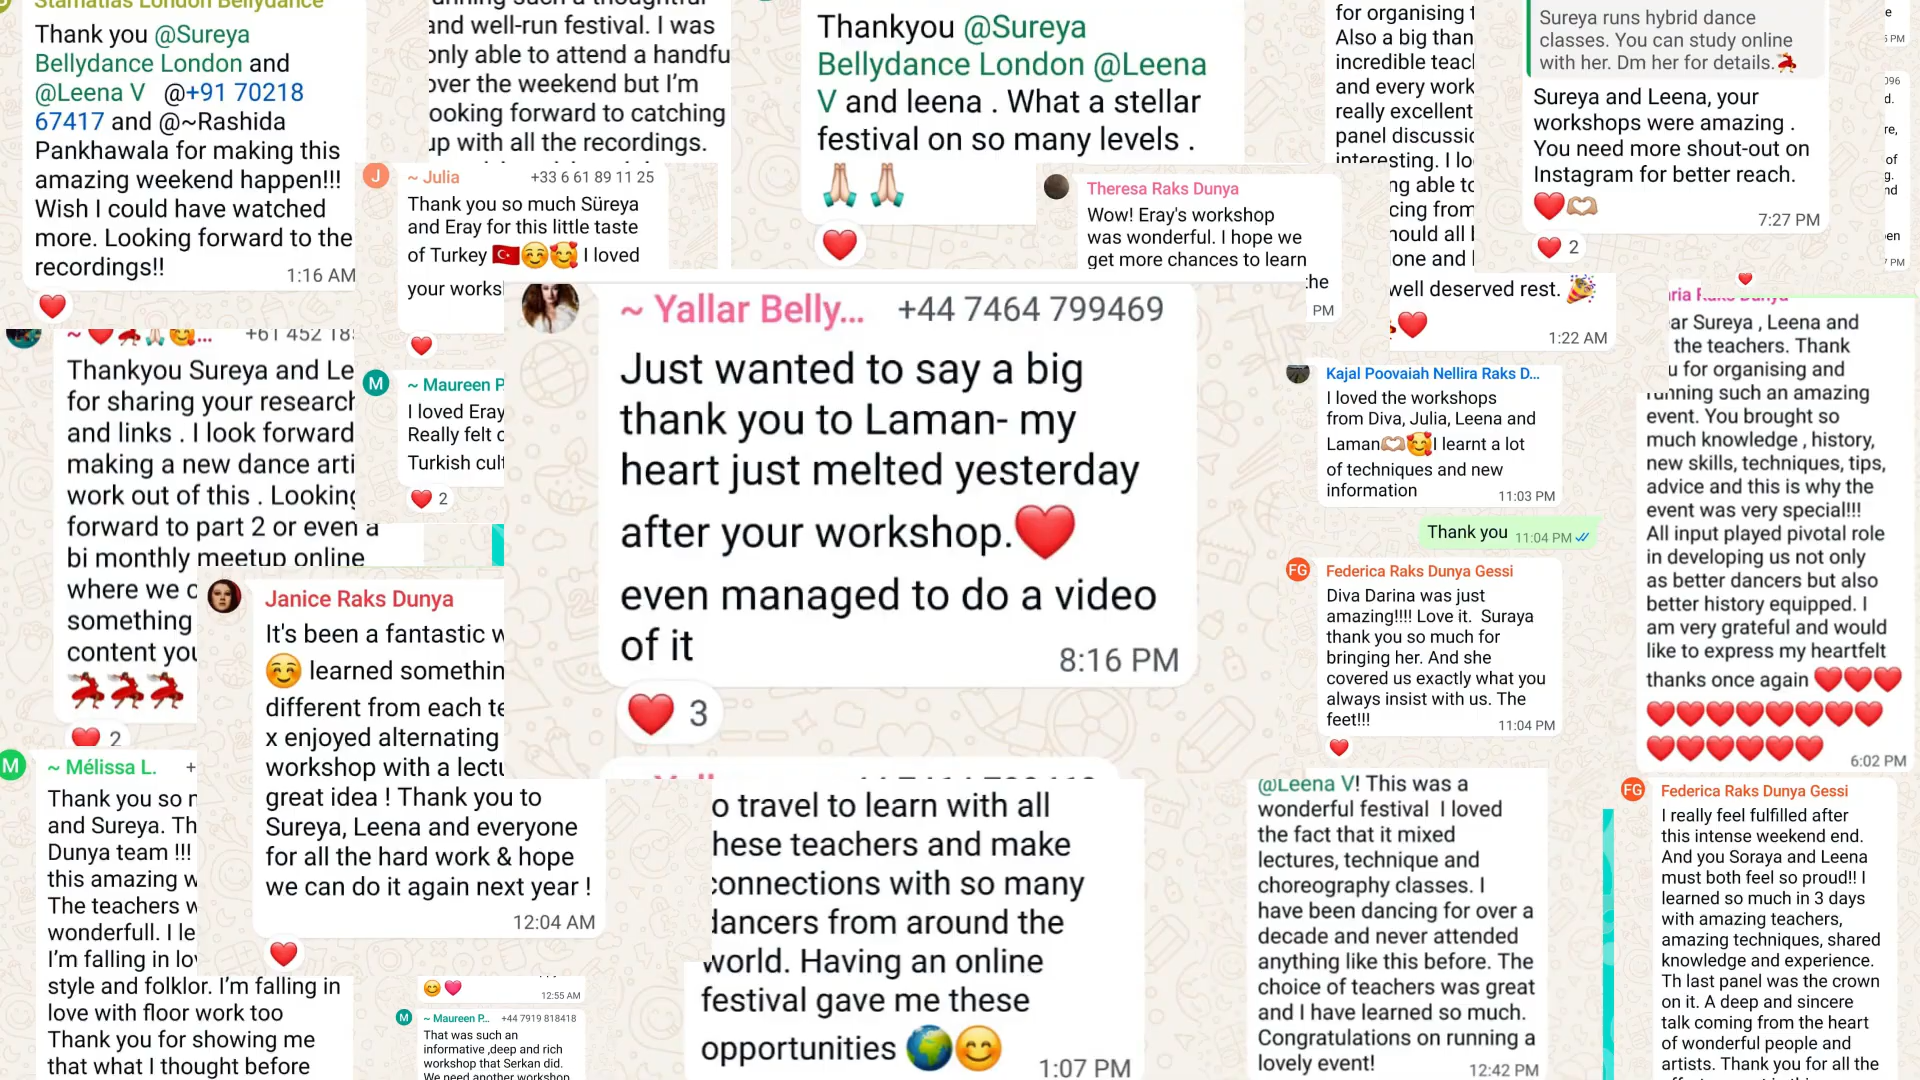 Stamatias London Bellydance
Thank you @Sureya
Bellydance London and
@Leena V @+91 70218
67417 and @~Rashida
Pankhawala for making this
amazing weekend happen!!!
Wish I could have watched
more. Looking forward to the
recordings!!
1:16 AM
and well-run festival. I was
only able to attend a handfu
over the weekend but I'm
ooking forward to catching
up with all the recordings.
Thankyou @Sureya
Bellydance London @Leena
V and leena . What a stellar
festival on so many levels .
🙏🏻 🙏🏻
❤️
for organising t
Also a big than
incredible teac
and every work
really excellent
panel discussic
interesting. I lo
ng able to
cing from
hould all b
one and l
well deserved rest. 🎉
❤️
1:22 AM
Sureya runs hybrid dance
classes. You can study online
with her. Dm her for details.💃
Sureya and Leena, your
workshops were amazing .
You need more shout-out on
Instagram for better reach.
❤️🫶🏼
7:27 PM
❤️ 2
~ Julia +33 6 61 89 11 25
Thank you so much Süreya
and Eray for this little taste
of Turkey 🇹🇷☺️🥰 I loved
your works
Theresa Raks Dunya
Wow! Eray's workshop
was wonderful. I hope we
get more chances to learn
the
PM
~ ❤️💃🙏🏻🥰... +61 452 18
Thankyou Sureya and Le
for sharing your research
and links . I look forward
making a new dance arti
work out of this . Looking
forward to part 2 or even a
bi monthly meetup online
where we c
something
content you
💃💃💃
❤️ 2
~ Maureen P
I loved Eray
Really felt c
Turkish cult
❤️ 2
~ Yallar Belly... +44 7464 799469
Just wanted to say a big
thank you to Laman- my
heart just melted yesterday
after your workshop.❤️
even managed to do a video
of it
8:16 PM
❤️ 3
Kajal Poovaiah Nellira Raks D...
I loved the workshops
from Diva, Julia, Leena and
Laman🫶🏼🥰I learnt a lot
of techniques and new
information
11:03 PM
Thank you 11:04 PM
FG
Federica Raks Dunya Gessi
Diva Darina was just
amazing!!!! Love it. Suraya
thank you so much for
bringing her. And she
covered us exactly what you
always insist with us. The
feet!!!
11:04 PM
ar Sureya , Leena and
the teachers. Thank
u for organising and
running such an amazing
event. You brought so
much knowledge , history,
new skills, techniques, tips,
advice and this is why the
event was very special!!!
All input played pivotal role
in developing us not only
as better dancers but also
better history equipped. I
am very grateful and would
like to express my heartfelt
thanks once again ❤️❤️❤️
❤️❤️❤️❤️❤️❤️❤️❤️
❤️❤️❤️❤️❤️❤️
6:02 PM
Janice Raks Dunya
It's been a fantastic w
☺️ learned somethin
different from each te
x enjoyed alternating
workshop with a lectu
great idea ! Thank you to
Sureya, Leena and everyone
for all the hard work & hope
we can do it again next year !
12:04 AM
M
~ Mélissa L. +
Thank you so n
and Sureya. Th
Dunya team !!!
this amazing w
The teachers w
wonderful. I le
I'm falling in lov
style and folklor. I'm falling in
love with floor work too
Thank you for showing me
that what I thought before
😊💓
12:55 AM
M
~ Maureen P... +44 7919 818418
That was such an
informative ,deep and rich
workshop that Serkan did.
We need another workshop
o travel to learn with all
hese teachers and make
connections with so many
dancers from around the
world. Having an online
festival gave me these
opportunities 🌍😊
1:07 PM
@Leena V! This was a
wonderful festival I loved
the fact that it mixed
lectures, technique and
choreography classes. I
have been dancing for over a
decade and never attended
anything like this before. The
choice of teachers was great
and I have learned so much.
Congratulations on running a
lovely event!
12:42 PM
FG
Federica Raks Dunya Gessi
I really feel fulfilled after
this intense weekend end.
And you Soraya and Leena
must both feel so proud!! I
learned so much in 3 days
with amazing teachers,
amazing techniques, shared
knowledge and experience.
Th last panel was the crown
on it. A deep and sincere
talk coming from the heart
of wonderful people and
artists. Thank you for all the